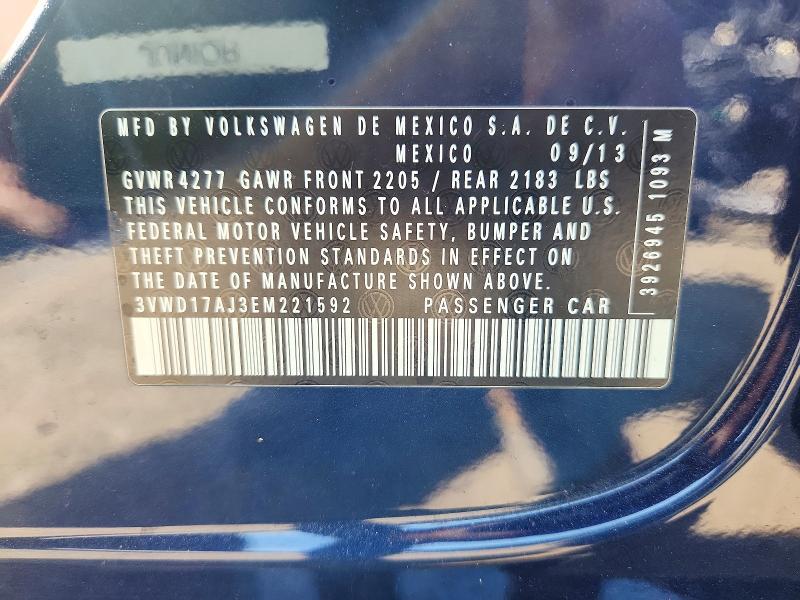 MFD BY VOLKSWAGEN DE MEXICO S.A. DE C.V.
MEXICO 09/13
GVWR 4277 GAWR FRONT 2205 / REAR 2183 LBS
THIS VEHICLE CONFORMS TO ALL APPLICABLE U.S.
FEDERAL MOTOR VEHICLE SAFETY, BUMPER AND
THEFT PREVENTION STANDARDS IN EFFECT ON
THE DATE OF MANUFACTURE SHOWN ABOVE.
3VWD17AJ3EM221592 PASSENGER CAR
3926945 1093 M